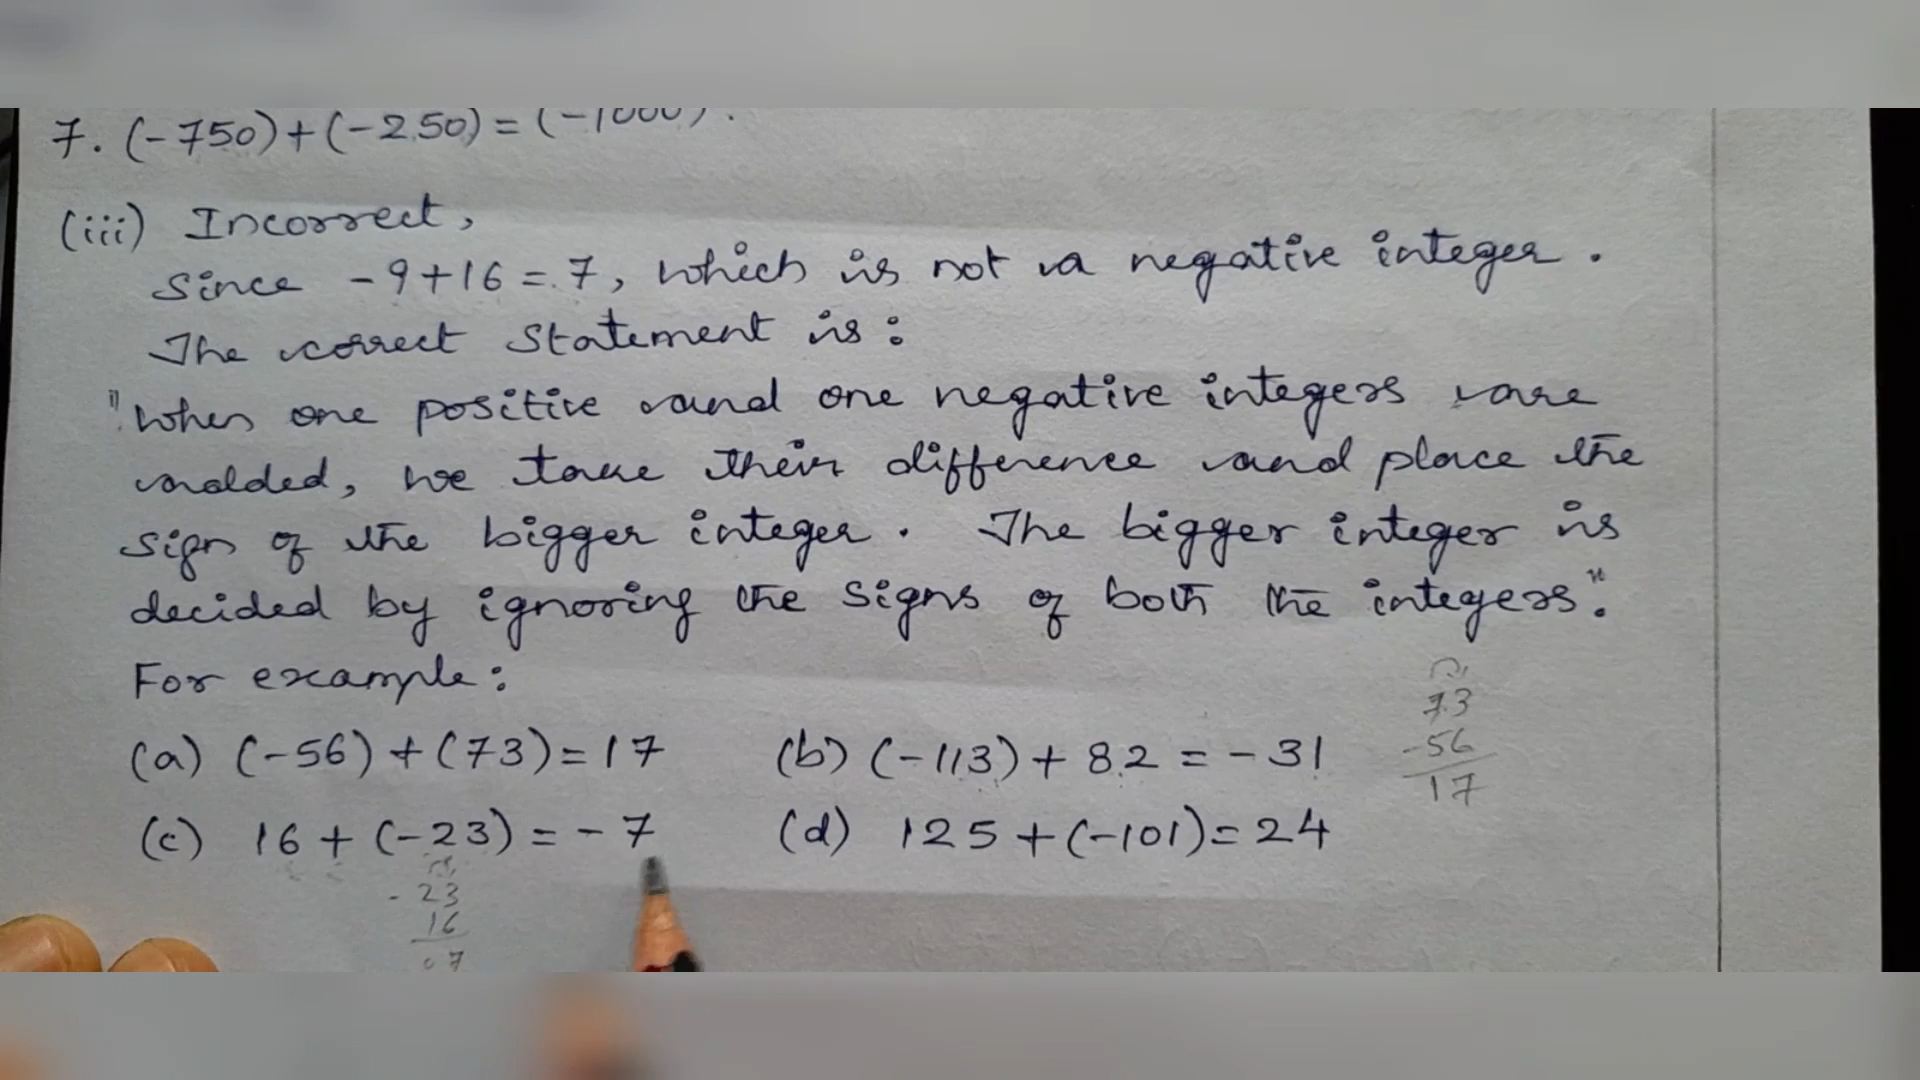 7. (-750)+(-250) = (-1000).
(iii) Incorrect,
Since -9+16 = 7, which is not a negative integer.
The correct statement is:
"When one positive and one negative integers are
added, we take their difference and place the
sign of the bigger integer. The bigger integer is
decided by ignoring the signs of both the integers".
For example:
(a) (-56) + (73) = 17 (b) (-113) + 82 = -31
(c) 16 + (-23) = -7 (d) 125 + (-101) = 24
73
-56
17
- 23
16
07